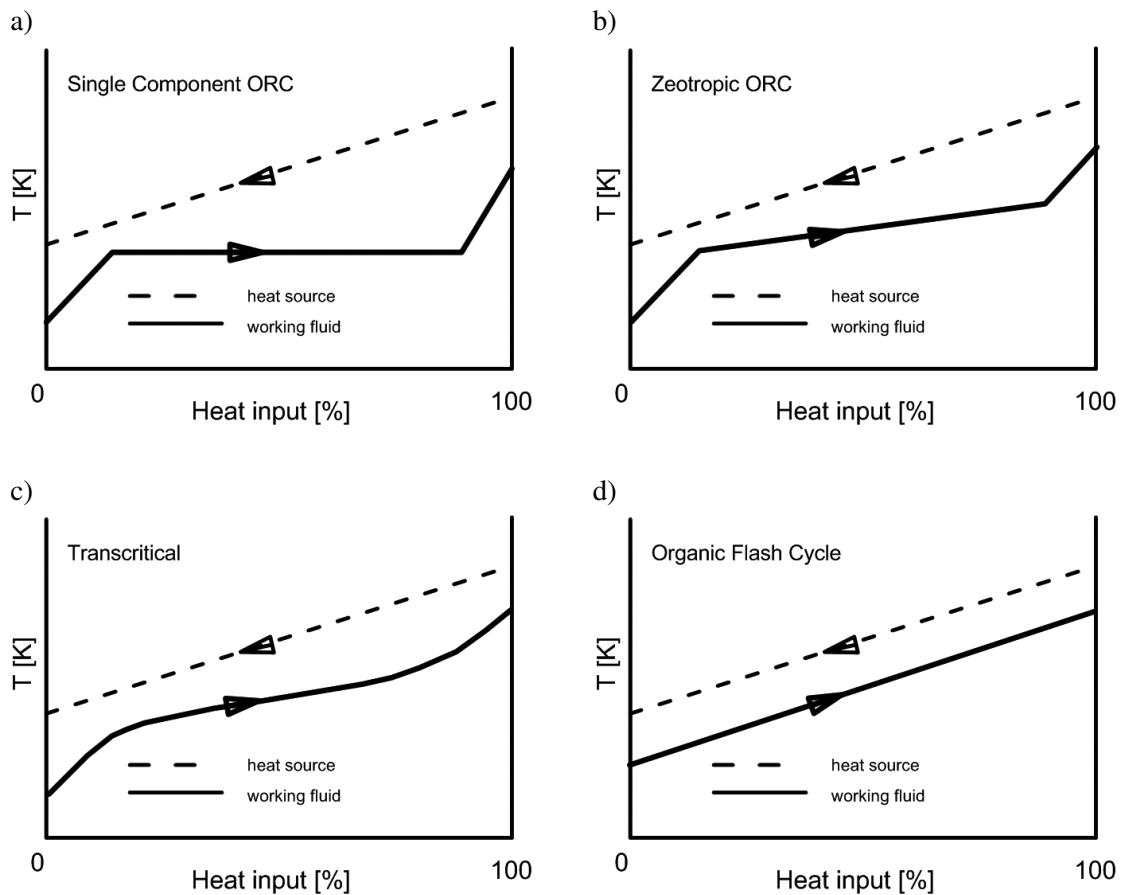 a)
Single Component ORC
T [K]
heat source
working fluid
0
100
Heat input [%]
b)
Zeotropic ORC
T [K]
heat source
working fluid
0
100
Heat input [%]
c)
Transcritical
T [K]
heat source
working fluid
0
100
Heat input [%]
d)
Organic Flash Cycle
T [K]
heat source
working fluid
0
100
Heat input [%]